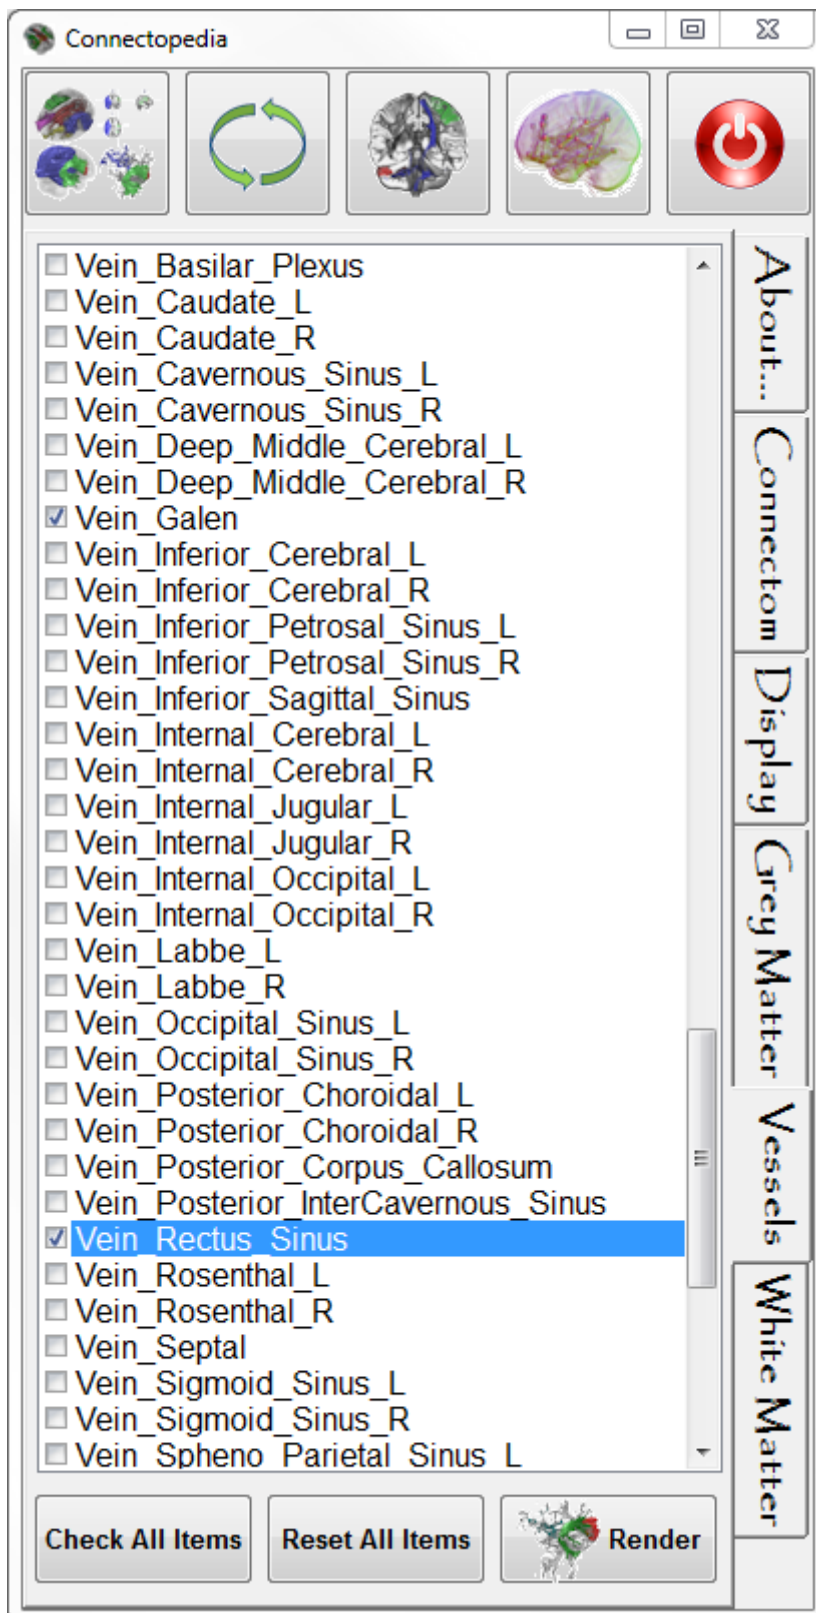 Connectopedia
Vein_Basilar_Plexus
Vein_Caudate_L
Vein_Caudate_R
Vein_Cavernous_Sinus_L
Vein_Cavernous_Sinus_R
Vein_Deep_Middle_Cerebral_L
Vein_Deep_Middle_Cerebral_R
Vein_Galen
Vein_Inferior_Cerebral_L
Vein_Inferior_Cerebral_R
Vein_Inferior_Petrosal_Sinus_L
Vein_Inferior_Petrosal_Sinus_R
Vein_Inferior_Sagittal_Sinus
Vein_Internal_Cerebral_L
Vein_Internal_Cerebral_R
Vein_Internal_Jugular_L
Vein_Internal_Jugular_R
Vein_Internal_Occipital_L
Vein_Internal_Occipital_R
Vein_Labbe_L
Vein_Labbe_R
Vein_Occipital_Sinus_L
Vein_Occipital_Sinus_R
Vein_Posterior_Choroidal_L
Vein_Posterior_Choroidal_R
Vein_Posterior_Corpus_Callosum
Vein_Posterior_InterCavernous_Sinus
Vein_Rectus_Sinus
Vein_Rosenthal_L
Vein_Rosenthal_R
Vein_Septal
Vein_Sigmoid_Sinus_L
Vein_Sigmoid_Sinus_R
Vein_Spheno_Parietal_Sinus_L
About...
Connectom
Display
Grey Matter
Vessels
White Matter
Check All Items
Reset All Items
Render